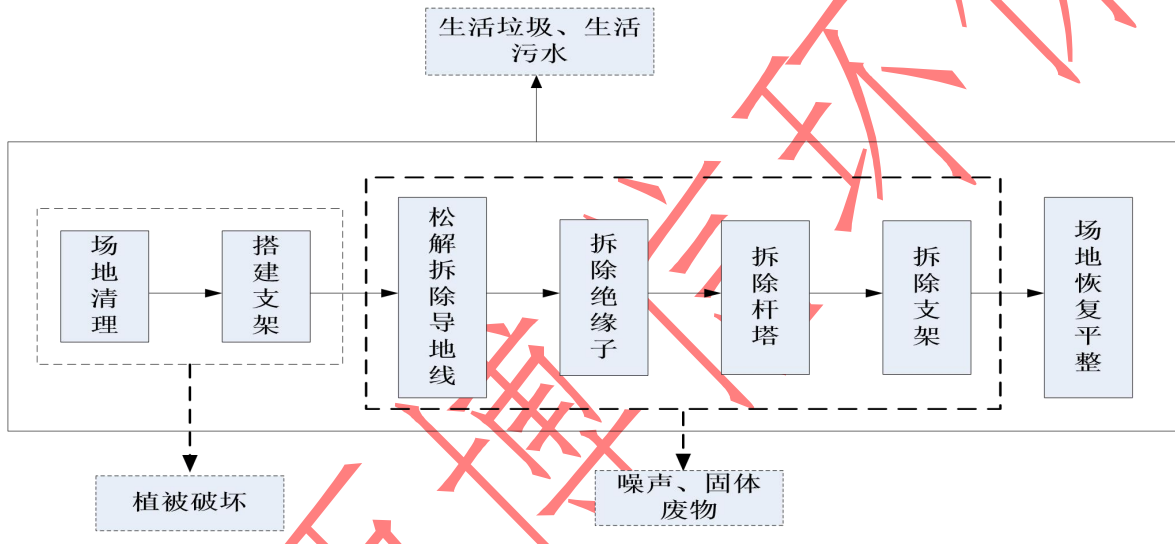 生活垃圾、生活
污水
场地清理
搭建支架
松解拆除导地线
拆除绝缘子
拆除杆塔
拆除支架
场地恢复平整
植被破坏
噪声、固体
废物